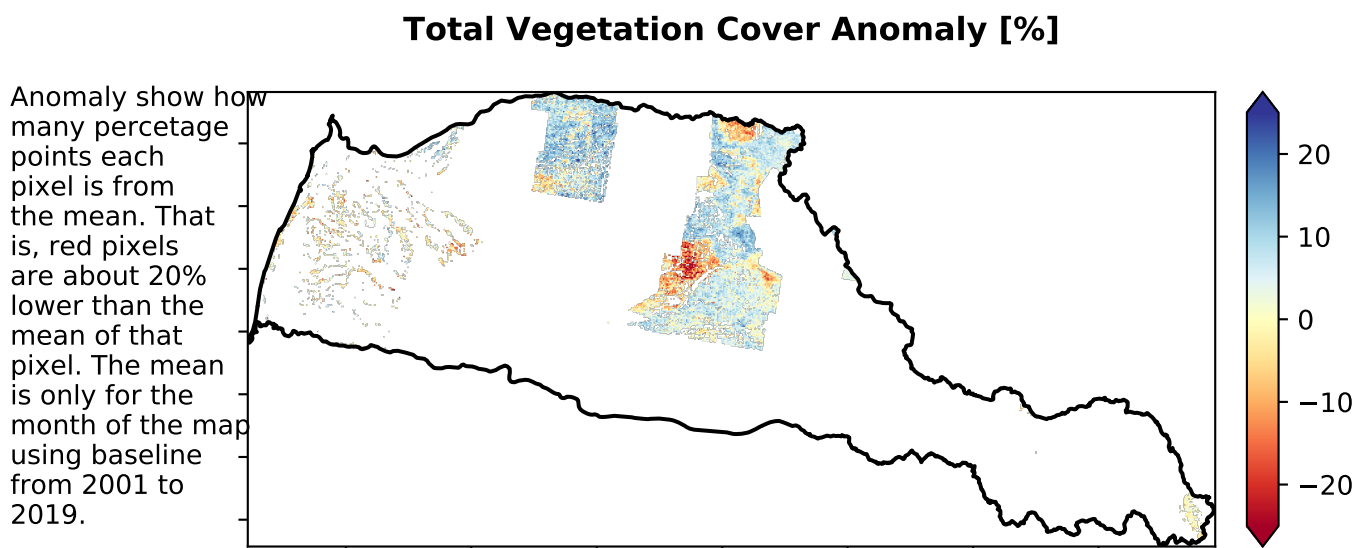 Total Vegetation Cover Anomaly [%]
Anomaly show how
many percetage
points each
pixel is from
the mean. That
is, red pixels
are about 20%
lower than the
mean of that
pixel. The mean
is only for the
month of the map
using baseline
from 2001 to
2019.
20
10
0
−10
−20